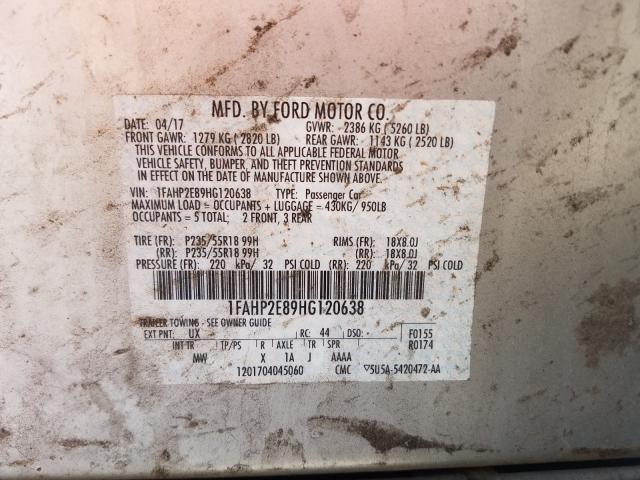 MFD. BY FORD MOTOR CO.
DATE: 04/17 GVWR: 2386 KG ( 5260 LB)
FRONT GAWR: 1279 KG ( 2820 LB) REAR GAWR: 1143 KG ( 2520 LB)
THIS VEHICLE CONFORMS TO ALL APPLICABLE FEDERAL MOTOR
VEHICLE SAFETY, BUMPER, AND THEFT PREVENTION STANDARDS
IN EFFECT ON THE DATE OF MANUFACTURE SHOWN ABOVE.
VIN: 1FAHP2E89HG120638 TYPE: Passenger Car
MAXIMUM LOAD = OCCUPANTS + LUGGAGE = 430KG/ 950LB
OCCUPANTS = 5 TOTAL; 2 FRONT, 3 REAR
TIRE (FR): P235/55R18 99H RIMS (FR): 18X8.0J
(RR): P235/55R18 99H (RR): 18X8.0J
PRESSURE (FR): 220 kPa/ 32 PSI COLD (RR): 220 kPa/ 32 PSI COLD
1FAHP2E89HG120638
TRAILER TOWING - SEE OWNER GUIDE
EXT PNT: UX RC: 44 DSO: F0155
INT TR TP/PS R AXLE TR SPR R0174
MW X 1A J AAAA
1201704045060 CMC ▽5U5A-5420472-AA